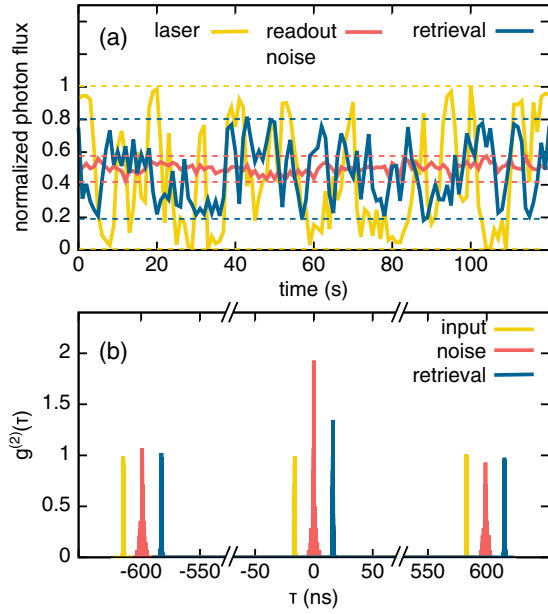 (a) laser readout retrieval
noise
normalized photon flux
1
0.8
0.6
0.4
0.2
0
0 20 40 60 80 100
time (s)
(b) input
noise
retrieval
g⁽²⁾(τ)
2
1.5
1
0.5
0
-600 -550 -50 0 50 550 600
τ (ns)